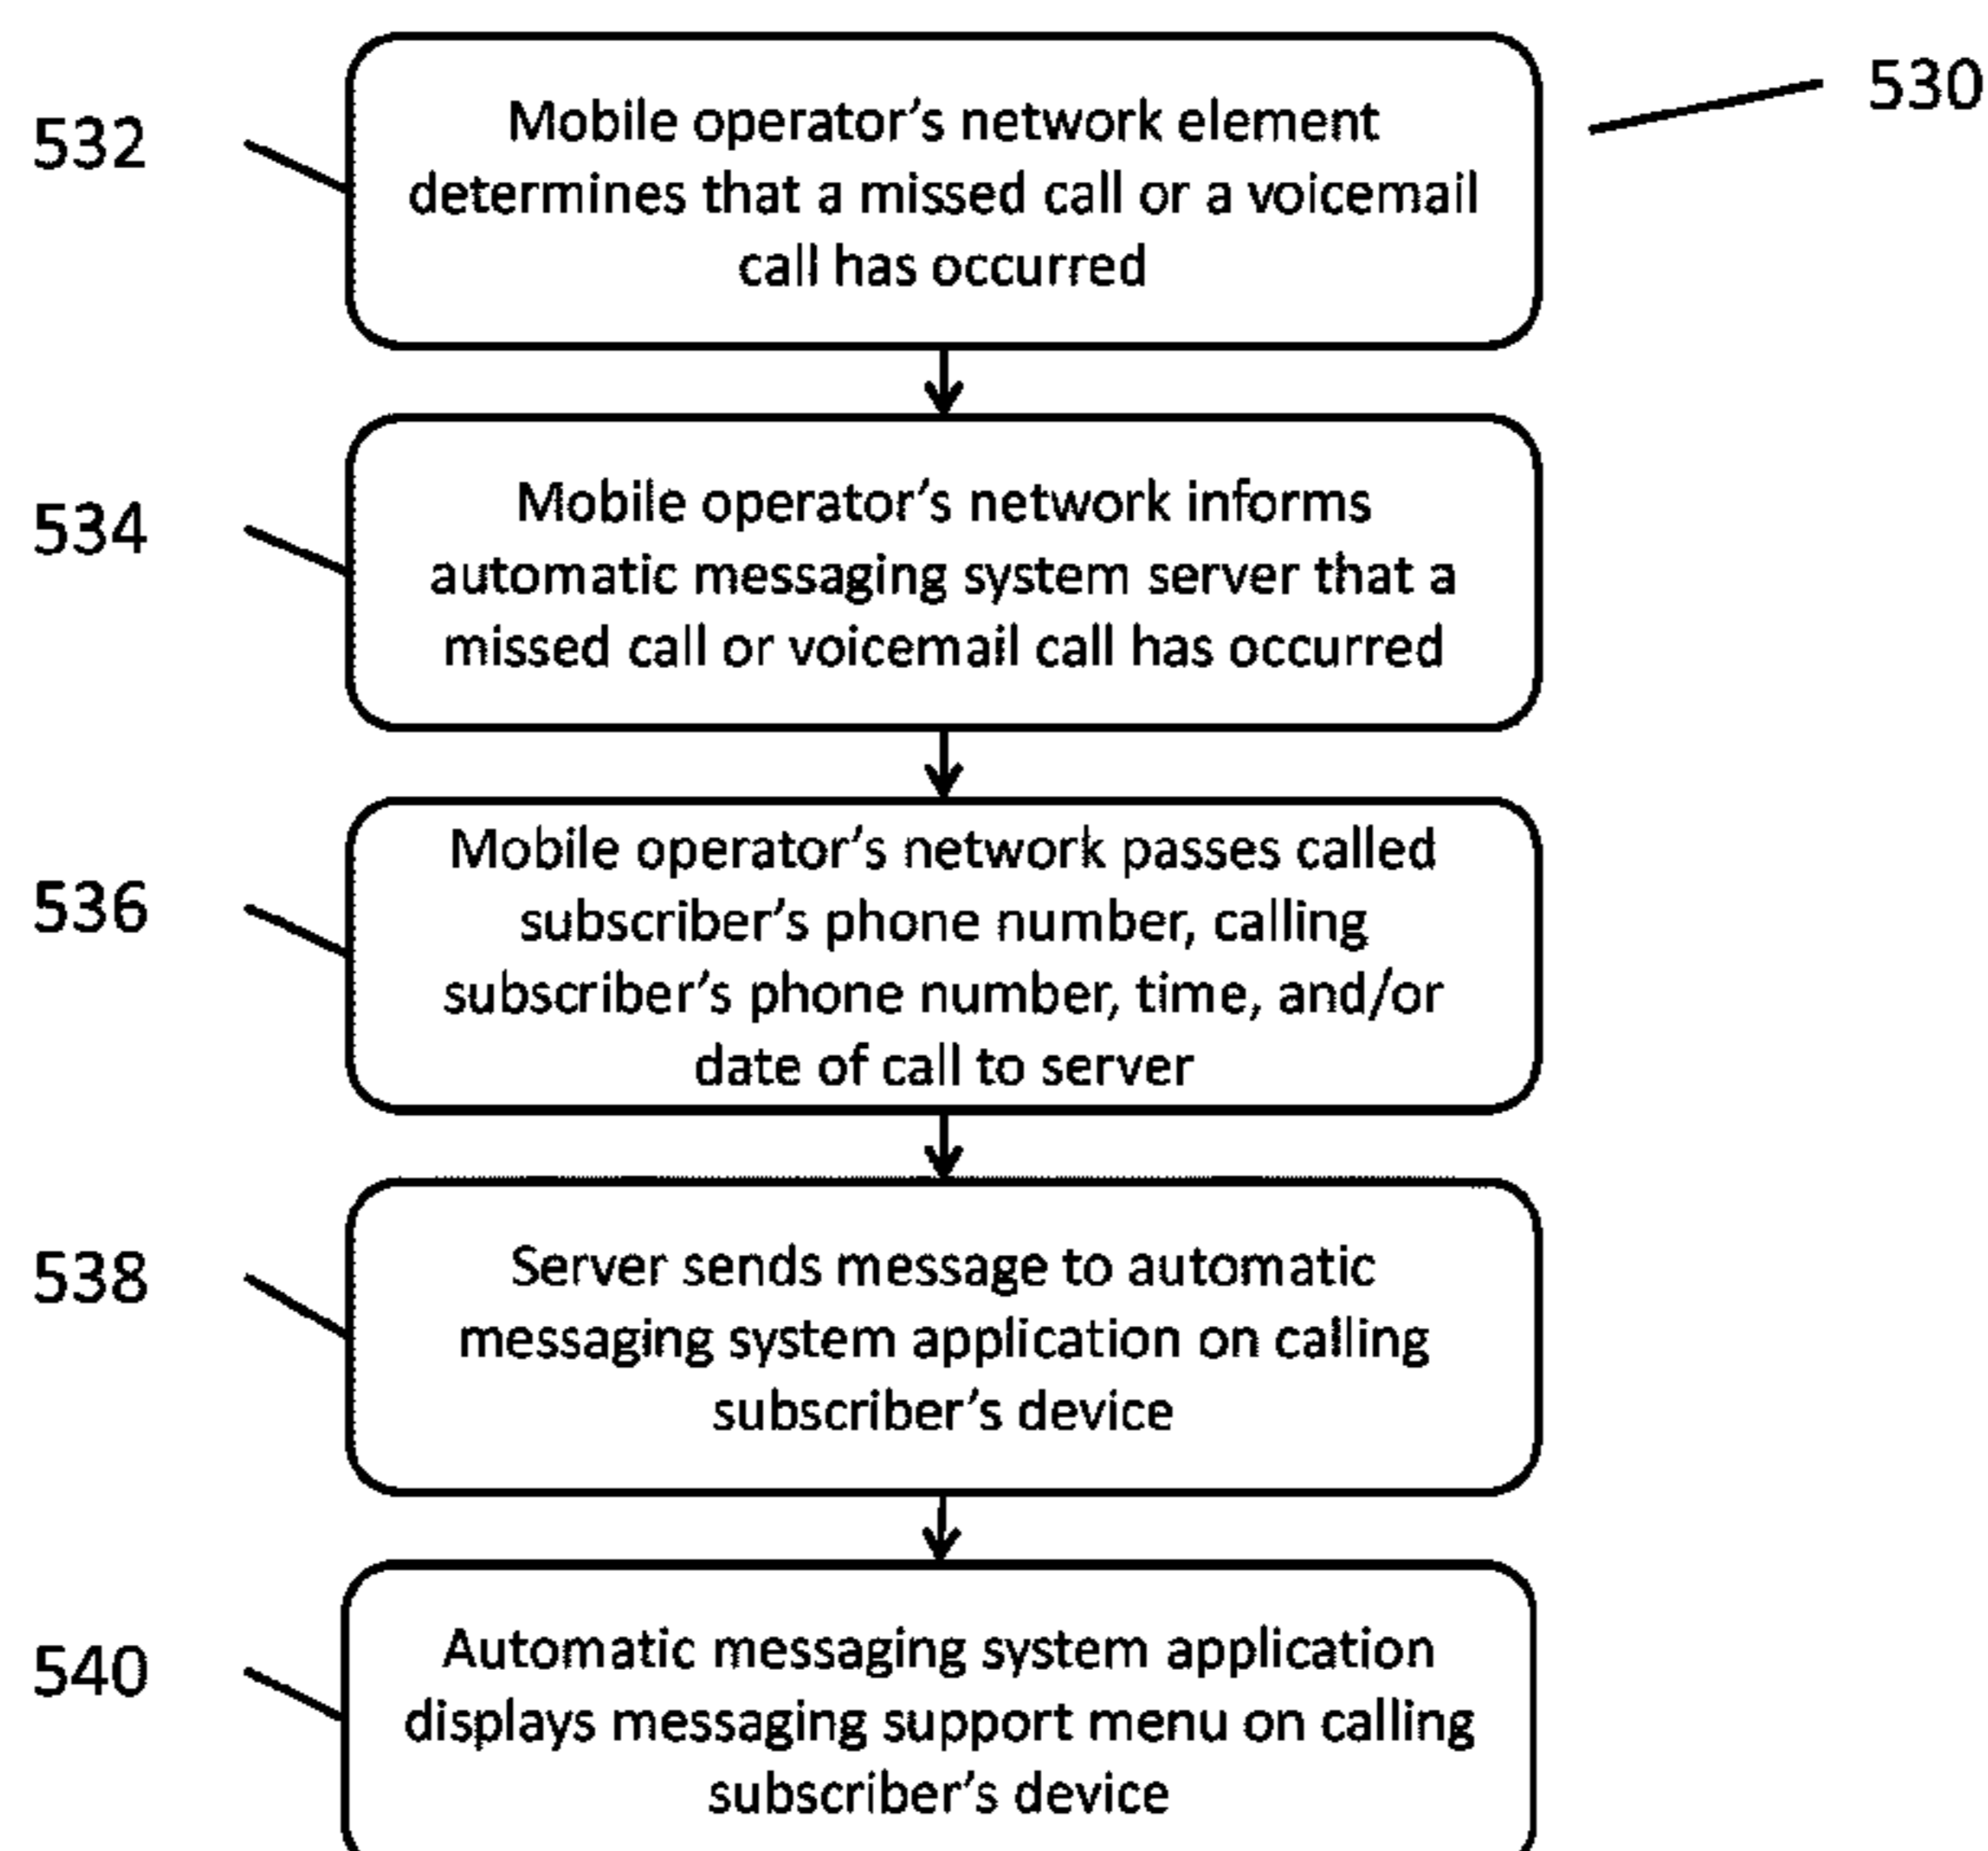 530
532
Mobile operator’s network element
determines that a missed call or a voicemail
call has occurred
534
Mobile operator’s network informs
automatic messaging system server that a
missed call or voicemail call has occurred
536
Mobile operator’s network passes called
subscriber’s phone number, calling
subscriber’s phone number, time, and/or
date of call to server
538
Server sends message to automatic
messaging system application on calling
subscriber’s device
540
Automatic messaging system application
displays messaging support menu on calling
subscriber’s device